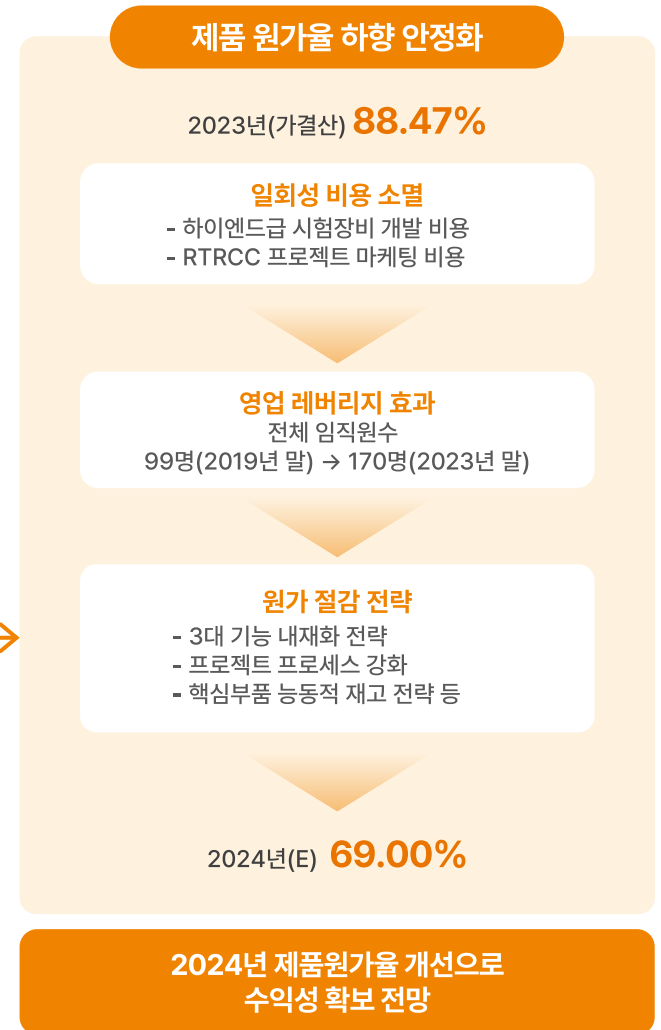 제품 원가율 하향 안정화
2023년(가결산) 88.47%
일회성 비용 소멸
- 하이엔드급 시험장비 개발 비용
- RTRCC 프로젝트 마케팅 비용
영업 레버리지 효과
전체 임직원수
99명(2019년 말) → 170명(2023년 말)
원가 절감 전략
- 3대 기능 내재화 전략
- 프로젝트 프로세스 강화
- 핵심부품 능동적 재고 전략 등
2024년(E) 69.00%
2024년 제품원가율 개선으로
수익성 확보 전망